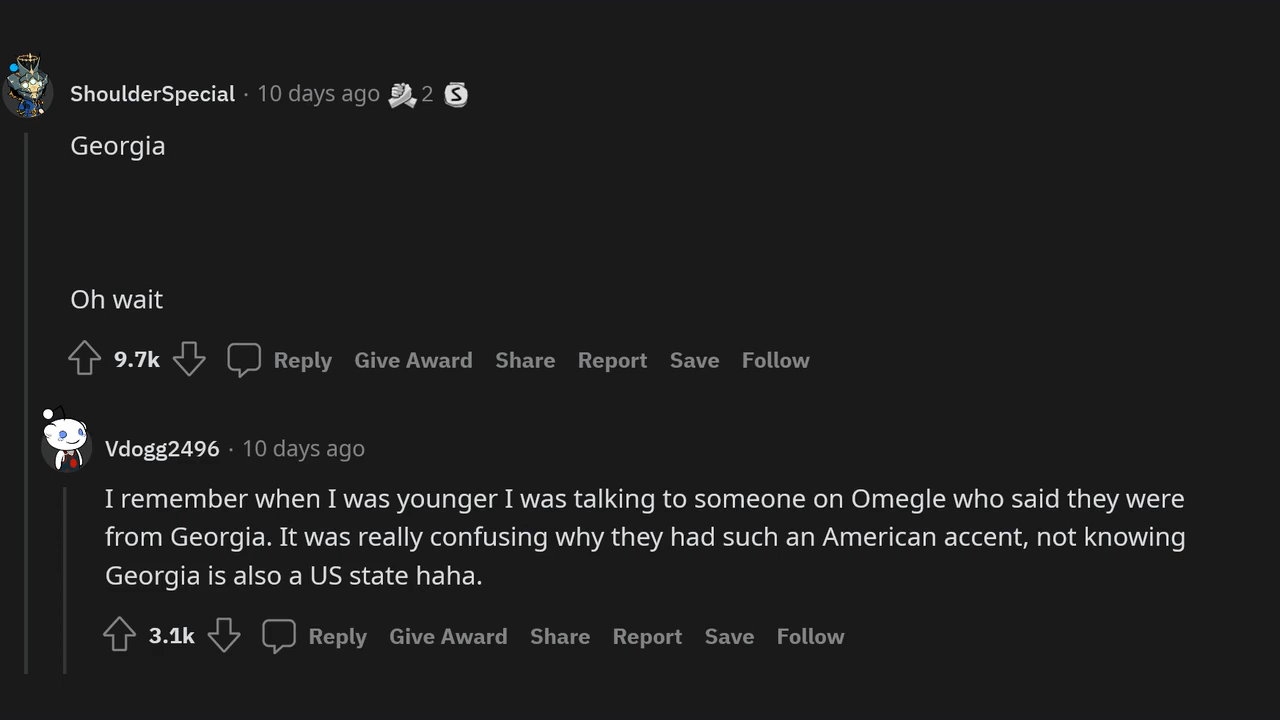 ShoulderSpecial · 10 days ago 2 S
Georgia
Oh wait
9.7k Reply Give Award Share Report Save Follow
Vdogg2496 · 10 days ago
I remember when I was younger I was talking to someone on Omegle who said they were
from Georgia. It was really confusing why they had such an American accent, not knowing
Georgia is also a US state haha.
3.1k Reply Give Award Share Report Save Follow